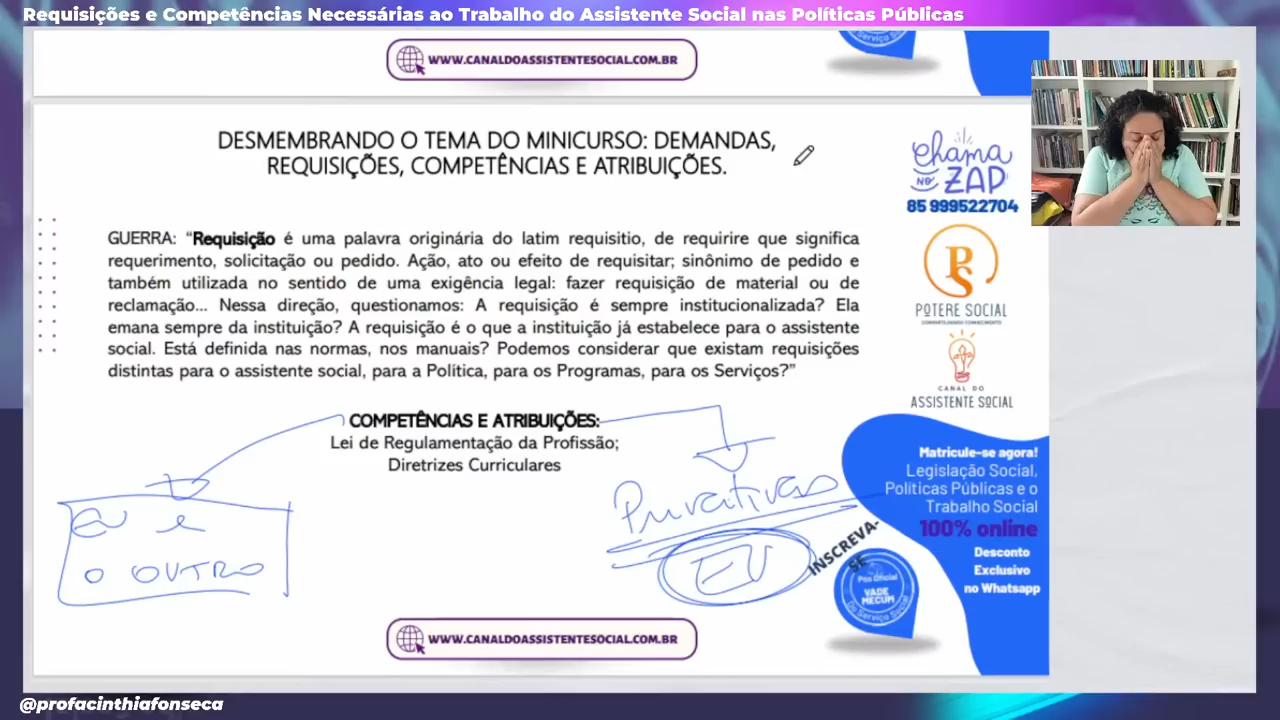 Requisições e Competências Necessárias ao Trabalho do Assistente Social nas Políticas Públicas
WWW.CANALDOASSISTENTESOCIAL.COM.BR
DESMEMBRANDO O TEMA DO MINICURSO: DEMANDAS,
REQUISIÇÕES, COMPETÊNCIAS E ATRIBUIÇÕES.
GUERRA: “Requisição é uma palavra originária do latim requisitio, de requirire que significa
requerimento, solicitação ou pedido. Ação, ato ou efeito de requisitar; sinônimo de pedido e
também utilizada no sentido de uma exigência legal: fazer requisição de material ou de
reclamação... Nessa direção, questionamos: A requisição é sempre institucionalizada? Ela
emana sempre da instituição? A requisição é o que a instituição já estabelece para o assistente
social. Está definida nas normas, nos manuais? Podemos considerar que existam requisições
distintas para o assistente social, para a Política, para os Programas, para os Serviços?”
COMPETÊNCIAS E ATRIBUIÇÕES:
Lei de Regulamentação da Profissão;
Diretrizes Curriculares
EU e
O OUTRO
Privativas
EU
chama
NO ZAP
85 999522704
PS
POTERE SOCIAL
COMPARTILHANDO CONHECIMENTO
CANAL DO
ASSISTENTE SOCIAL
Matricule-se agora!
Legislação Social,
Políticas Públicas e o
Trabalho Social
100% online
Desconto
Exclusivo
no Whatsapp
INSCREVA-
SE
Pós Oficial
VADE
MECUM
Do Serviço Social
WWW.CANALDOASSISTENTESOCIAL.COM.BR
@profacinthiafonseca